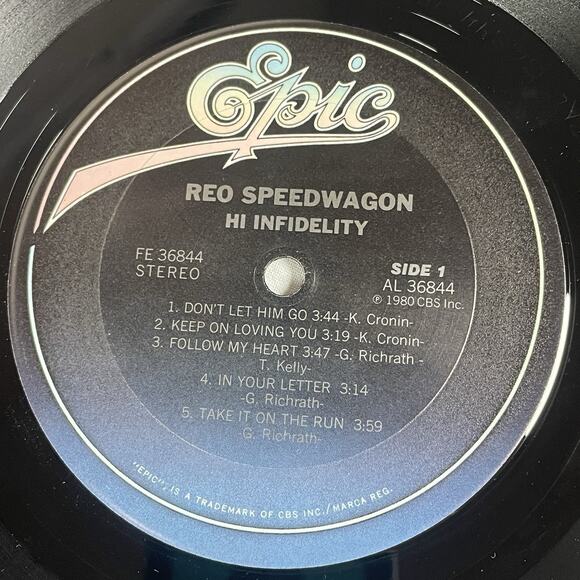 Epic
REO SPEEDWAGON
HI INFIDELITY
FE 36844
STEREO
SIDE 1
AL 36844
℗ 1980 CBS Inc.
1. DON'T LET HIM GO 3:44 -K. Cronin-
2. KEEP ON LOVING YOU 3:19 -K. Cronin-
3. FOLLOW MY HEART 3:47 -G. Richrath -
T. Kelly-
4. IN YOUR LETTER 3:14
-G. Richrath-
5. TAKE IT ON THE RUN 3:59
-G. Richrath-
"EPIC", IS A TRADEMARK OF CBS INC./MARCA REG.